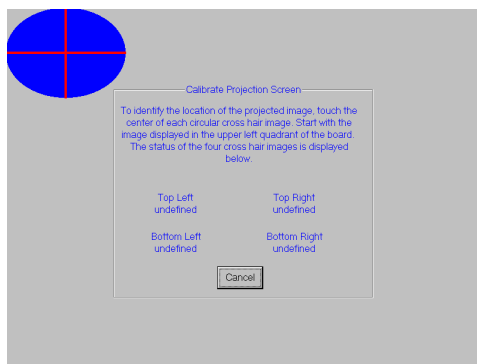 Calibrate Projection Screen
To identify the location of the projected image, touch the
center of each circular cross hair image. Start with the
image displayed in the upper left quadrant of the board.
The status of the four cross hair images is displayed
below.
Top Left
undefined
Top Right
undefined
Bottom Left
undefined
Bottom Right
undefined
Cancel